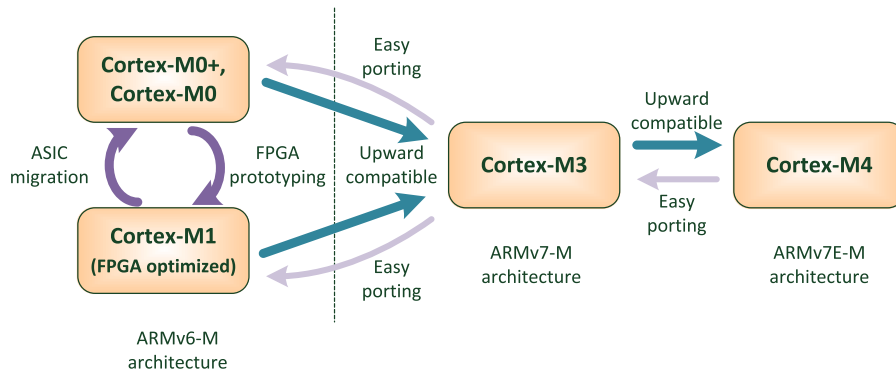 Cortex-M0+,
Cortex-M0
ASIC
migration
FPGA
prototyping
Cortex-M1
(FPGA optimized)
ARMv6-M
architecture
Easy
porting
Upward
compatible
Easy
porting
Cortex-M3
ARMv7-M
architecture
Upward
compatible
Easy
porting
Cortex-M4
ARMv7E-M
architecture